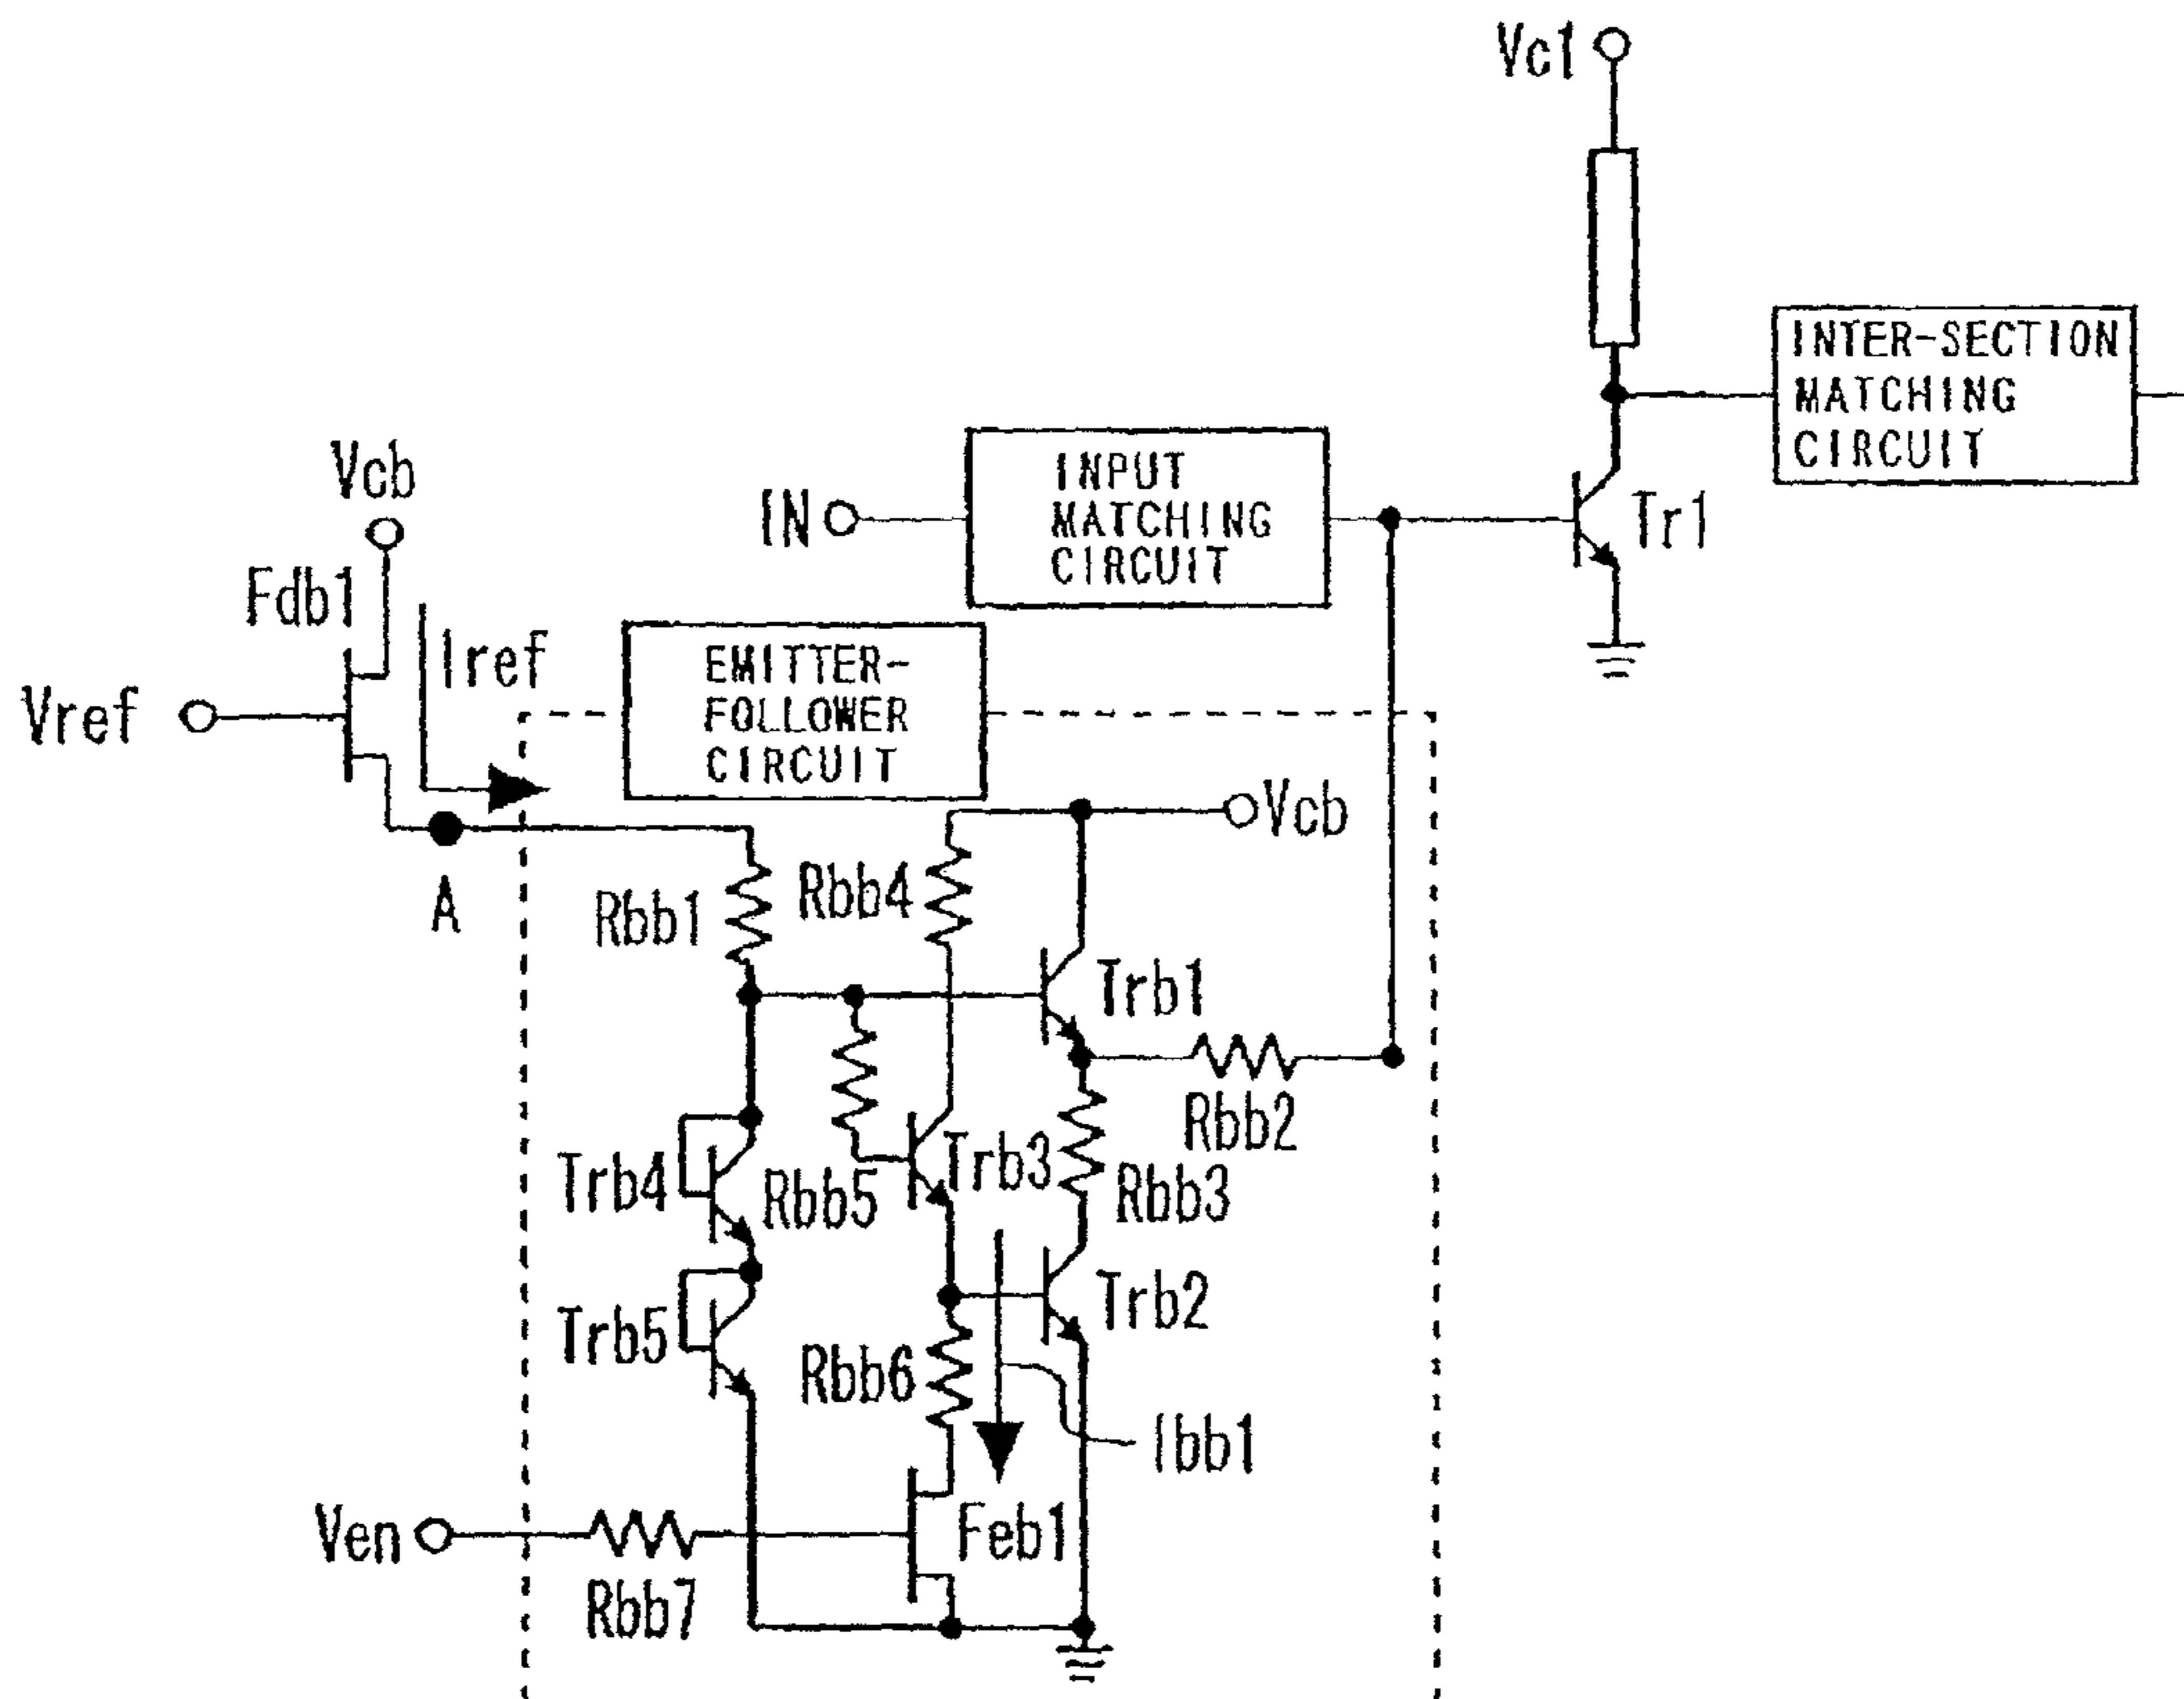 Vc1
INTER-SECTION
MATCHING
CIRCUIT
Vcb
INPUT
MATCHING
CIRCUIT
IN
Tr1
Fdb1
Iref
EMITTER-
FOLLOWER
CIRCUIT
Vref
Vcb
A
Rbb1
Rbb4
Trb1
Rbb2
Trb4
Rbb5
Trb3
Rbb3
Trb5
Trb2
Rbb6
Ibb1
Ven
Feb1
Rbb7